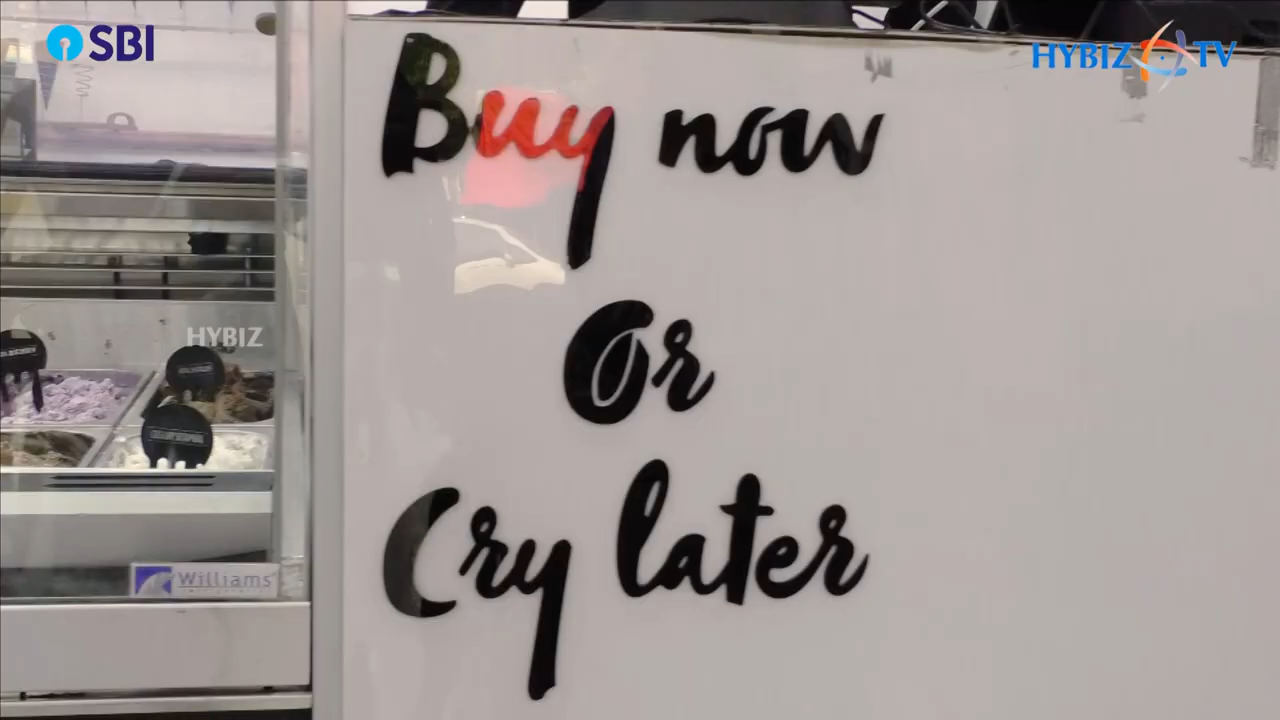 SBI
HYBIZ TV
Buy now
Or
Cry later
HYBIZ
Williams